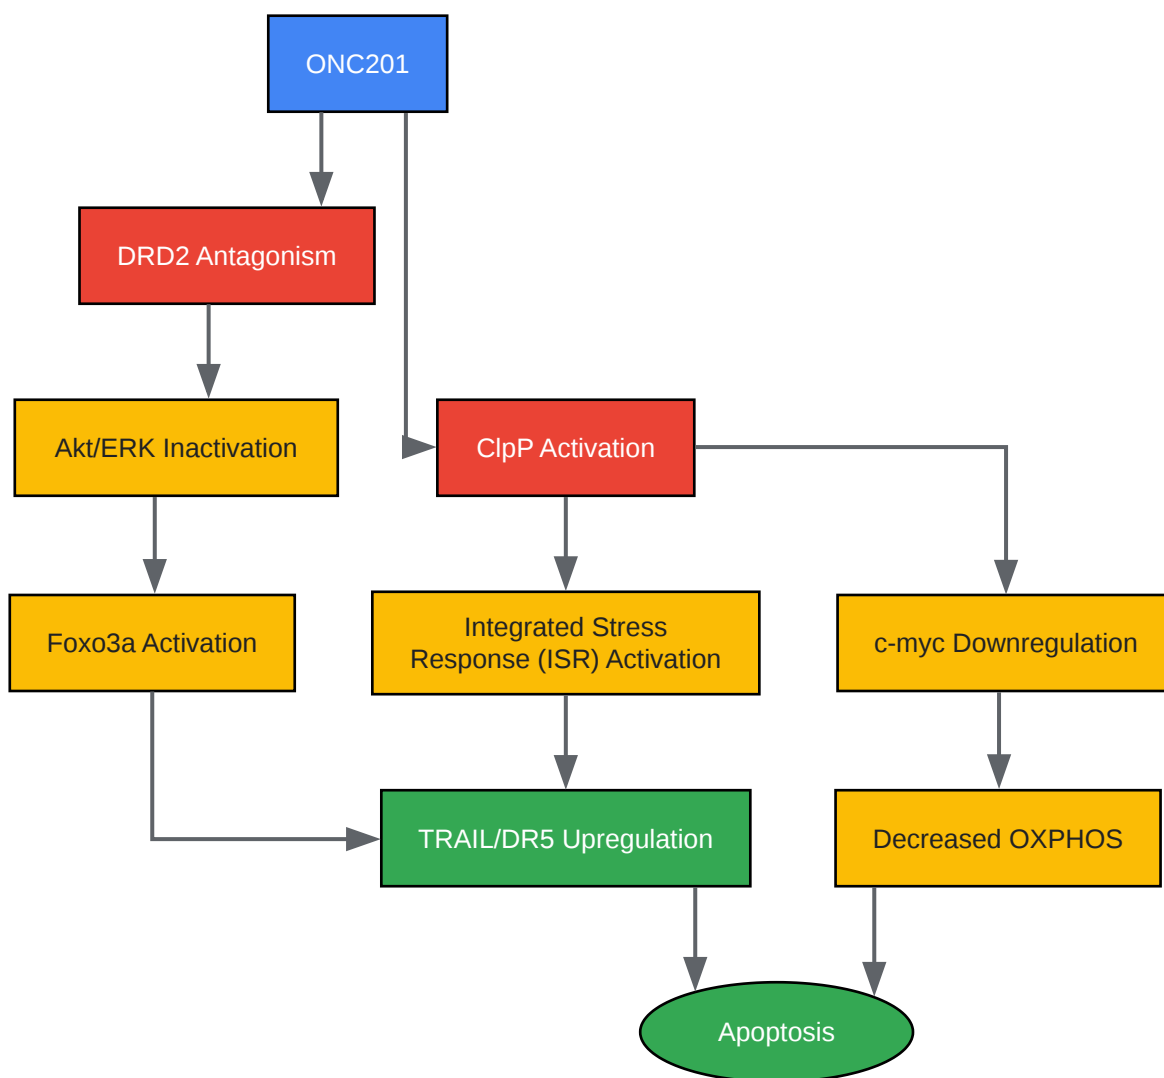 ONC201
DRD2 Antagonism
Akt/ERK Inactivation
ClpP Activation
Foxo3a Activation
Integrated Stress
Response (ISR) Activation
c-myc Downregulation
TRAIL/DR5 Upregulation
Decreased OXPHOS
Apoptosis